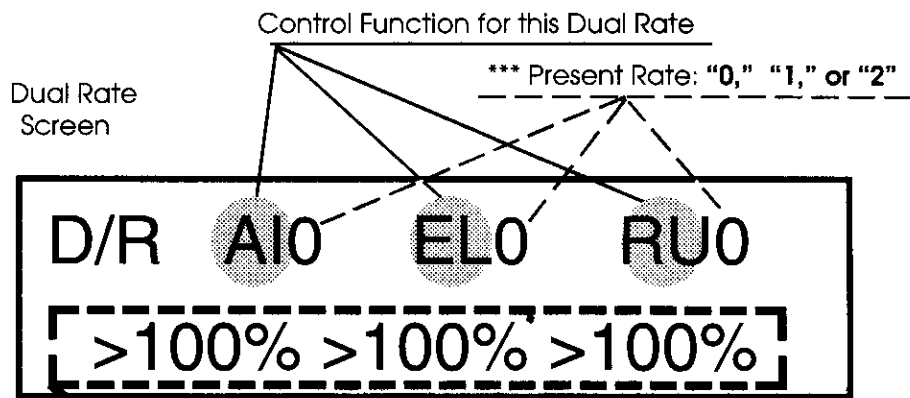 Control Function for this Dual Rate
*** Present Rate: "0," "1," or "2"
Dual Rate
Screen
D/R AI0 EL0 RU0
>100% >100% >100%